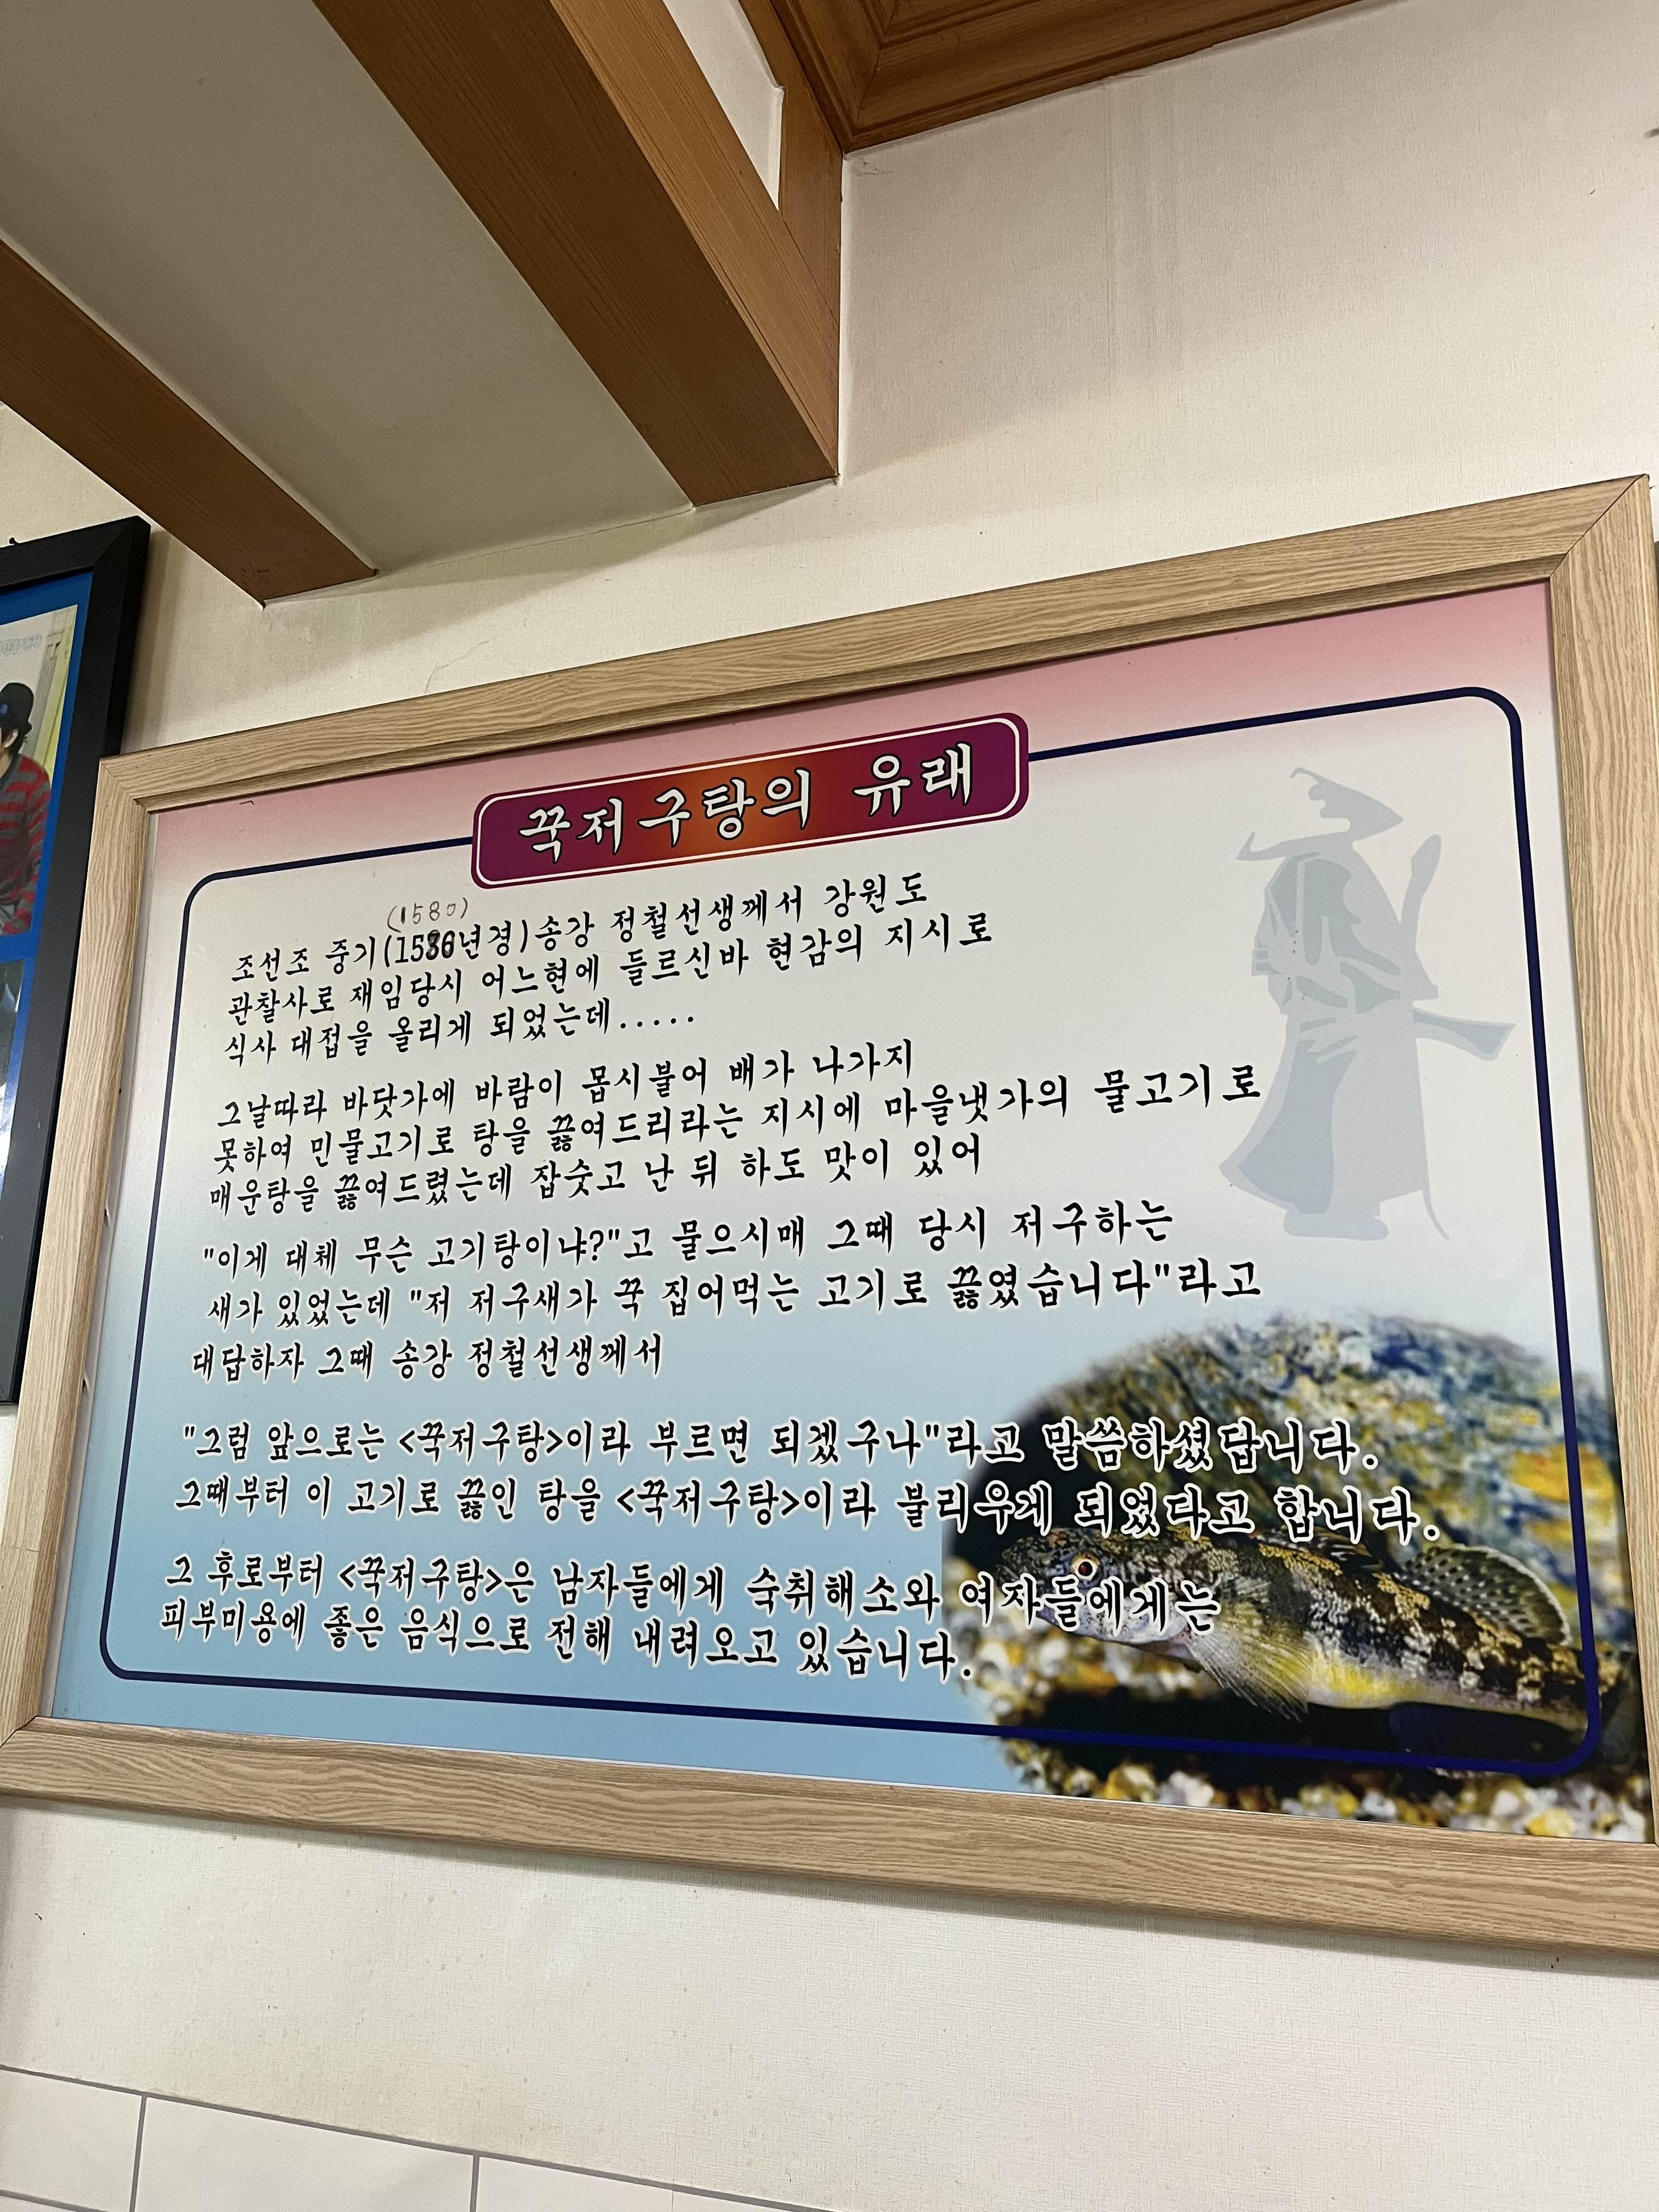 꾹저구탕의 유래
(1580)
조선조 중기(1586년경)송강 정철선생께서 강원도
관찰사로 재임당시 어느현에 들르신바 현감의 지시로
식사 대접을 올리게 되었는데.....
그날따라 바닷가에 바람이 몹시불어 배가 나가지
못하여 민물고기로 탕을 끓여드리라는 지시에 마을냇가의 물고기로
매운탕을 끓여드렸는데 잡숫고 난 뒤 하도 맛이 있어
"이게 대체 무슨 고기탕이냐?"고 물으시매 그때 당시 저구하는
새가 있었는데 "저 저구새가 꾹 집어먹는 고기로 끓였습니다"라고
대답하자 그때 송강 정철선생께서
"그럼 앞으로는 <꾹저구탕>이라 부르면 되겠구나"라고 말씀하셨답니다.
그때부터 이 고기로 끓인 탕을 <꾹저구탕>이라 불리우게 되었다고 합니다.
그 후로부터 <꾹저구탕>은 남자들에게 숙취해소와 여자들에게는
피부미용에 좋은 음식으로 전해 내려오고 있습니다.